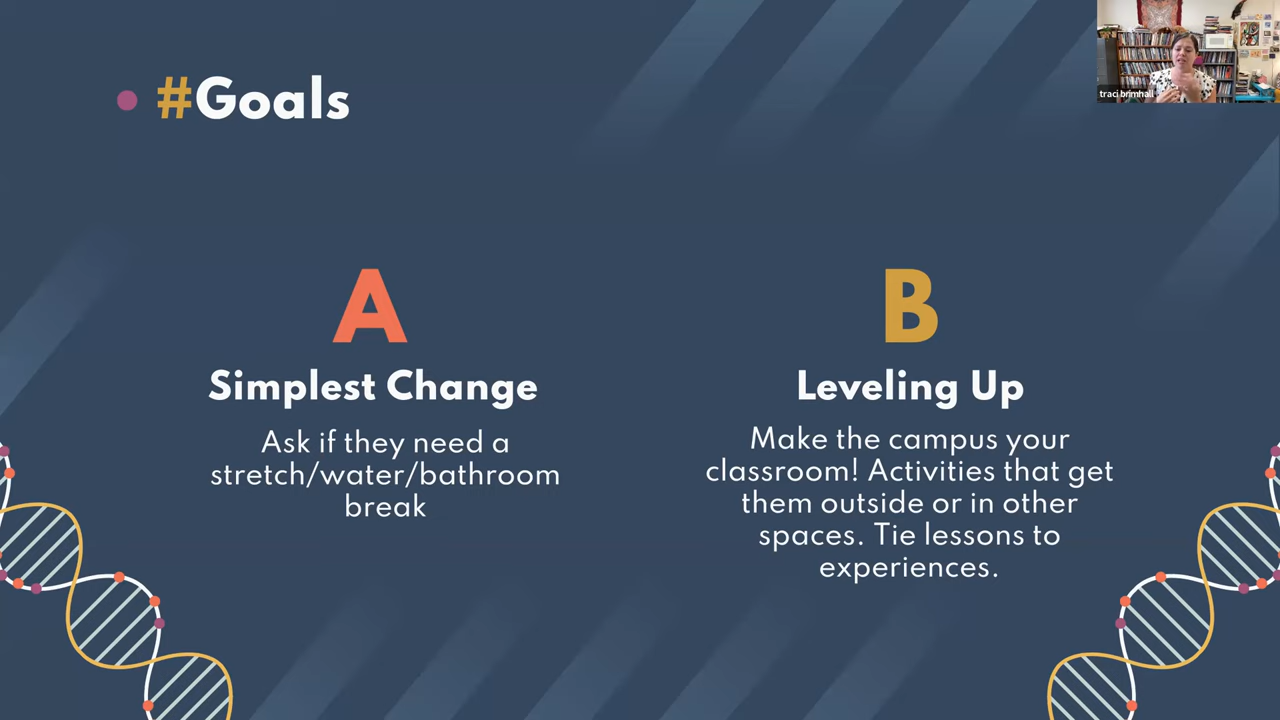 #Goals
traci brimhall
A
Simplest Change
Ask if they need a
stretch/water/bathroom
break
B
Leveling Up
Make the campus your
classroom! Activities that get
them outside or in other
spaces. Tie lessons to
experiences.